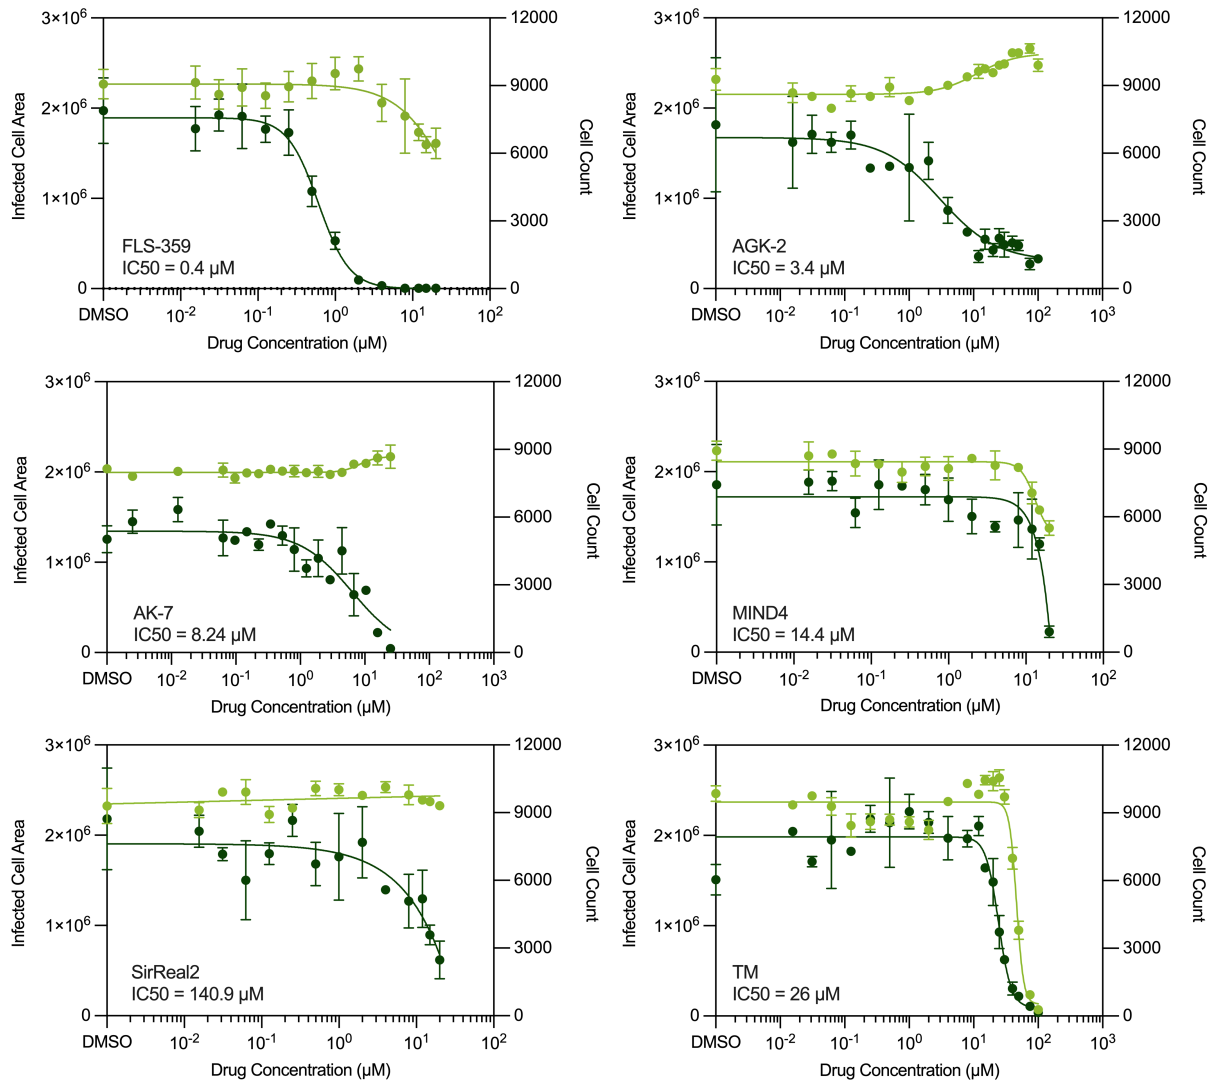 3×10⁶
12000
2×10⁶
9000
6000
1×10⁶
3000
0
0
Infected Cell Area
Cell Count
FLS-359
IC50 = 0.4 µM
DMSO 10⁻² 10⁻¹ 10⁰ 10¹ 10²
Drug Concentration (µM)
3×10⁶
12000
2×10⁶
9000
6000
1×10⁶
3000
0
0
Infected Cell Area
Cell Count
AGK-2
IC50 = 3.4 µM
DMSO 10⁻² 10⁻¹ 10⁰ 10¹ 10² 10³
Drug Concentration (µM)
3×10⁶
12000
2×10⁶
9000
6000
1×10⁶
3000
0
0
Infected Cell Area
Cell Count
AK-7
IC50 = 8.24 µM
DMSO 10⁻² 10⁻¹ 10⁰ 10¹ 10² 10³
Drug Concentration (µM)
3×10⁶
12000
2×10⁶
9000
6000
1×10⁶
3000
0
0
Infected Cell Area
Cell Count
MIND4
IC50 = 14.4 µM
DMSO 10⁻² 10⁻¹ 10⁰ 10¹ 10²
Drug Concentration (µM)
3×10⁶
12000
2×10⁶
9000
6000
1×10⁶
3000
0
0
Infected Cell Area
Cell Count
SirReal2
IC50 = 140.9 µM
DMSO 10⁻² 10⁻¹ 10⁰ 10¹ 10²
Drug Concentration (µM)
3×10⁶
12000
2×10⁶
9000
6000
1×10⁶
3000
0
0
Infected Cell Area
Cell Count
TM
IC50 = 26 µM
DMSO 10⁻² 10⁻¹ 10⁰ 10¹ 10² 10³
Drug Concentration (µM)